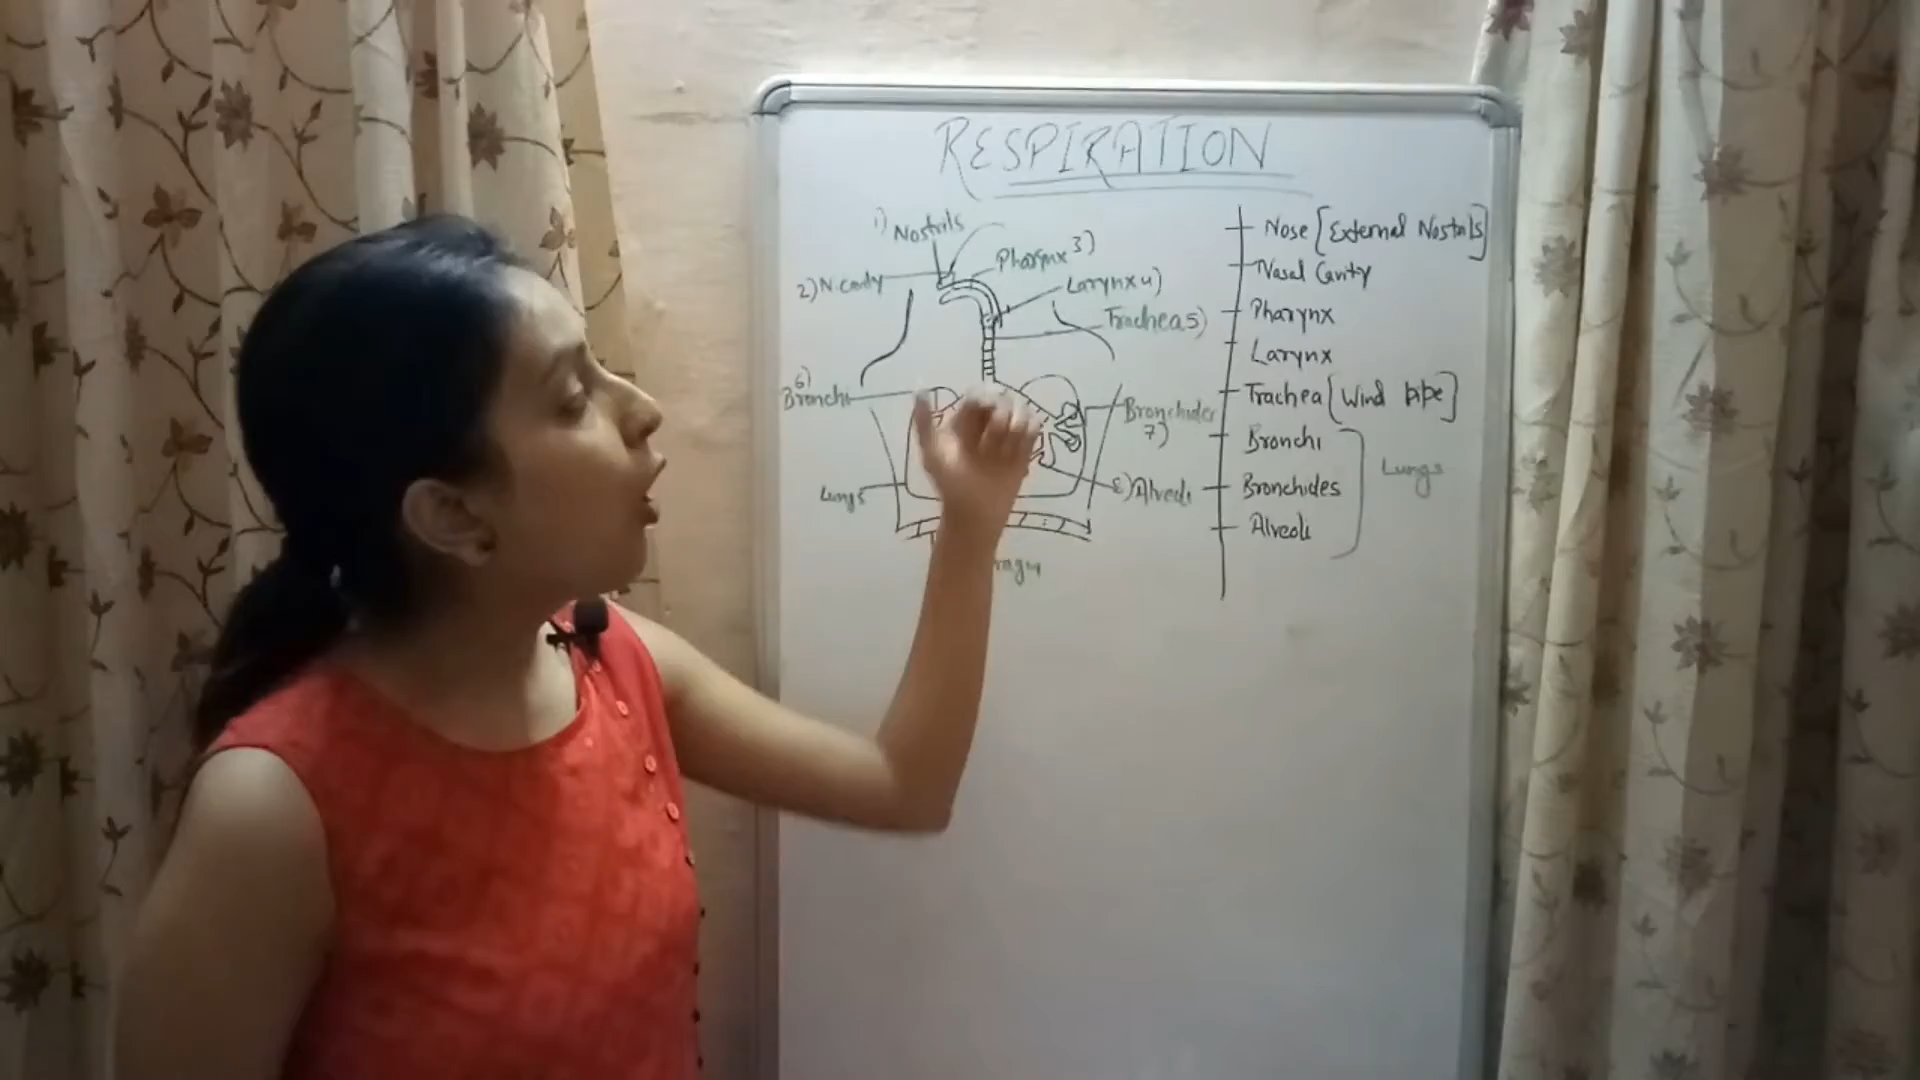 RESPIRATION
1) Nostrils
Pharynx 3)
2) N. cavity
Larynx 4)
Trachea 5)
6)
Bronchi
Bronchioles
7)
Lungs
8) Alveoli
Nose [External Nostrils]
Nasal Cavity
Pharynx
Larynx
Trachea [Wind pipe]
Bronchi
Bronchioles
Alveoli
Lungs